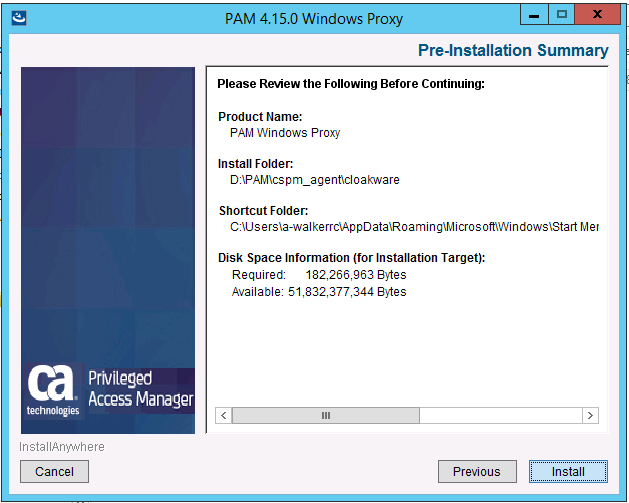 PAM 4.15.0 Windows Proxy
Pre-Installation Summary
Please Review the Following Before Continuing:
Product Name:
PAM Windows Proxy
Install Folder:
D:\PAM\cspm_agent\cloakware
Shortcut Folder:
C:\Users\a-walkerrc\AppData\Roaming\Microsoft\Windows\Start Mer
Disk Space Information (for Installation Target):
Required: 182,266,963 Bytes
Available: 51,832,377,344 Bytes
ca
technologies
Privileged
Access Manager
InstallAnywhere
Cancel
Previous
Install